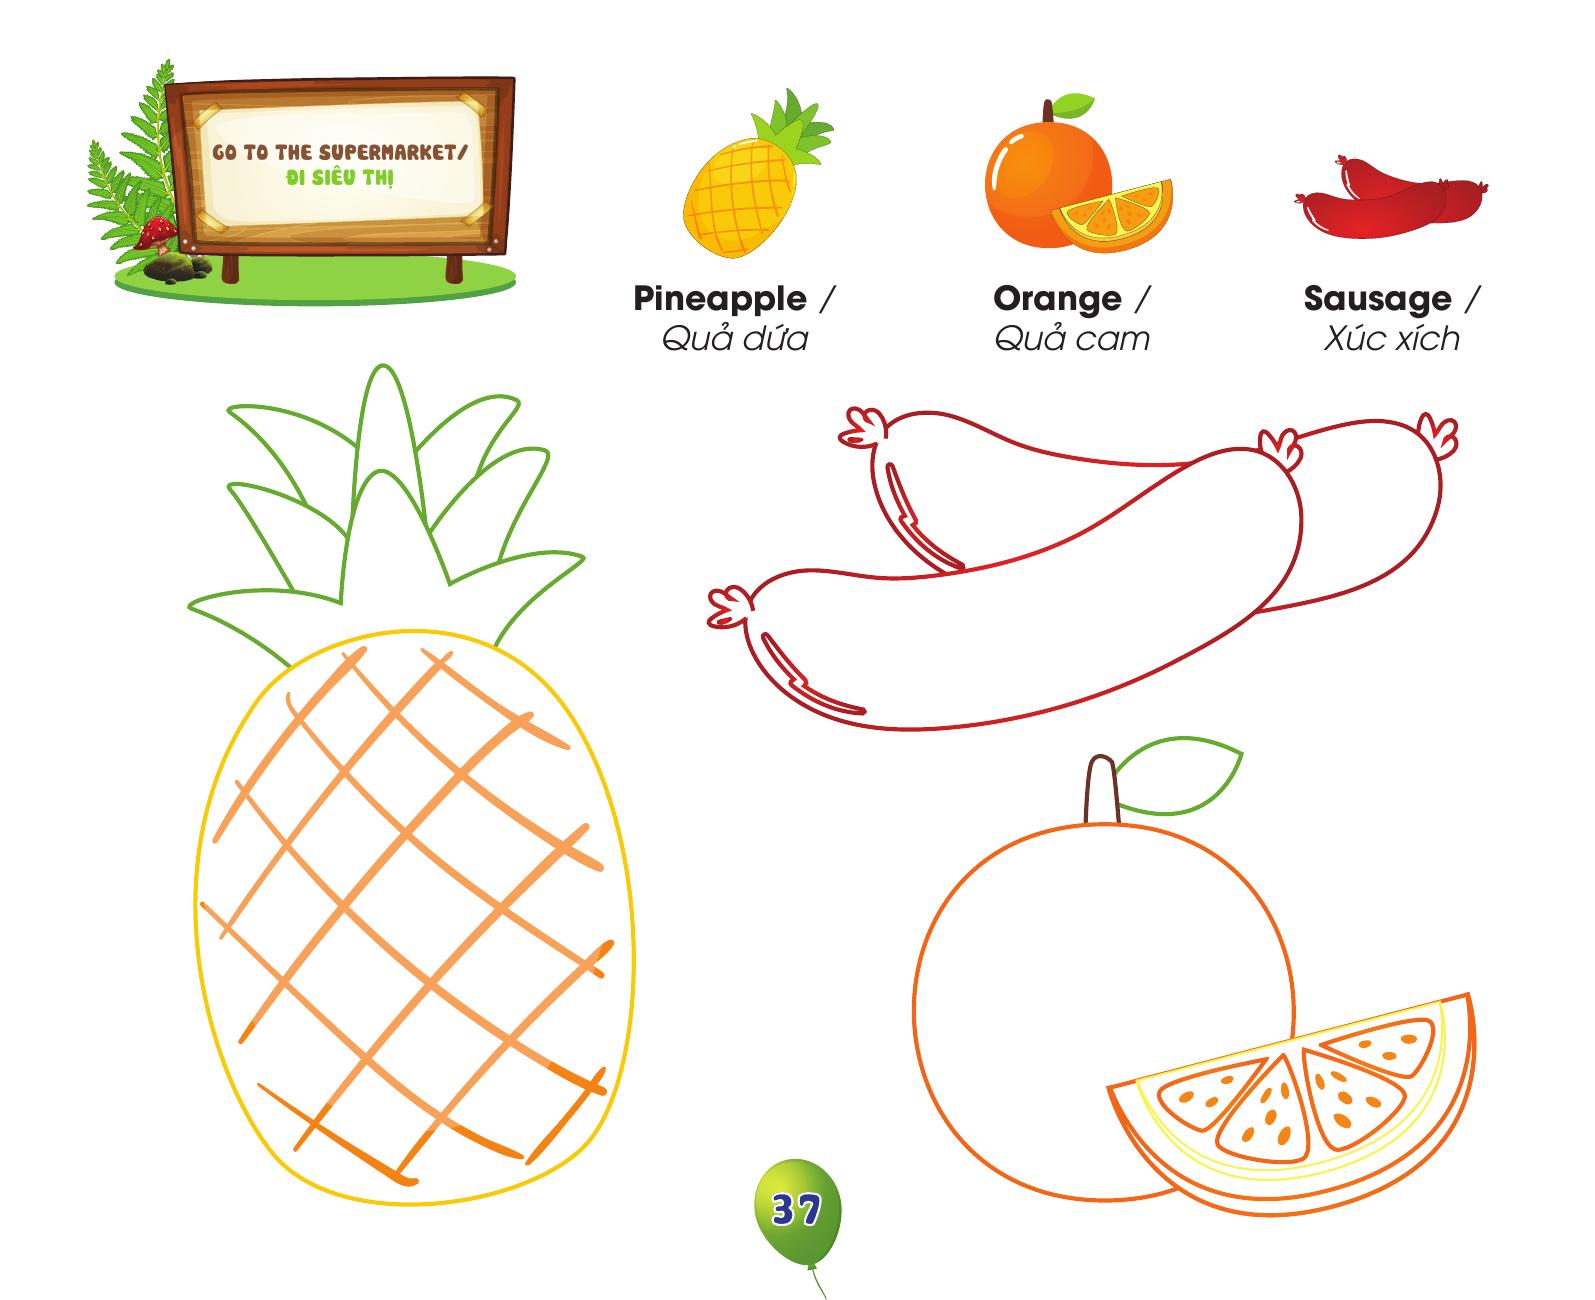 GO TO THE SUPERMARKET/
ĐI SIÊU THỊ
Pineapple /
Quả dứa
Orange /
Quả cam
Sausage /
Xúc xích
37